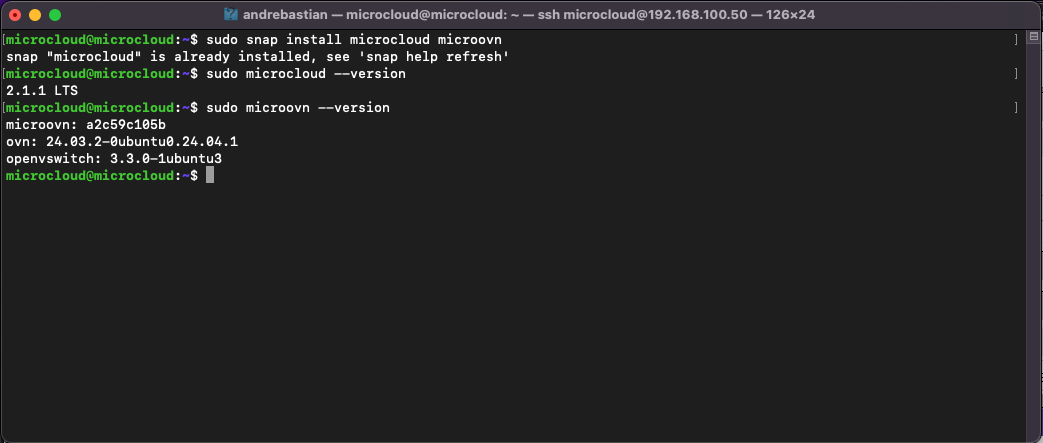 andrebastian — microcloud@microcloud: ~ — ssh microcloud@192.168.100.50 — 126×24
[microcloud@microcloud:~$ sudo snap install microcloud microovn ]
snap "microcloud" is already installed, see 'snap help refresh'
[microcloud@microcloud:~$ sudo microcloud --version ]
2.1.1 LTS
[microcloud@microcloud:~$ sudo microovn --version ]
microovn: a2c59c105b
ovn: 24.03.2-0ubuntu0.24.04.1
openvswitch: 3.3.0-1ubuntu3
microcloud@microcloud:~$